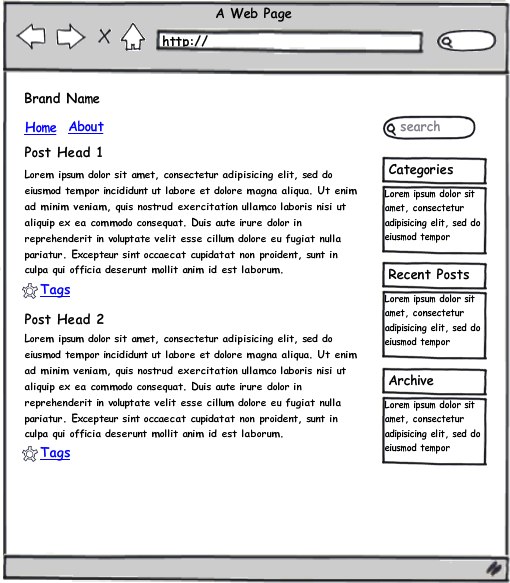 A Web Page
http://
Brand Name
Home About
search
Post Head 1
Lorem ipsum dolor sit amet, consectetur adipisicing elit, sed do
eiusmod tempor incididunt ut labore et dolore magna aliqua. Ut enim
ad minim veniam, quis nostrud exercitation ullamco laboris nisi ut
aliquip ex ea commodo consequat. Duis aute irure dolor in
reprehenderit in voluptate velit esse cillum dolore eu fugiat nulla
pariatur. Excepteur sint occaecat cupidatat non proident, sunt in
culpa qui officia deserunt mollit anim id est laborum.
Tags
Post Head 2
Lorem ipsum dolor sit amet, consectetur adipisicing elit, sed do
eiusmod tempor incididunt ut labore et dolore magna aliqua. Ut enim
ad minim veniam, quis nostrud exercitation ullamco laboris nisi ut
aliquip ex ea commodo consequat. Duis aute irure dolor in
reprehenderit in voluptate velit esse cillum dolore eu fugiat nulla
pariatur. Excepteur sint occaecat cupidatat non proident, sunt in
culpa qui officia deserunt mollit anim id est laborum.
Tags
Categories
Lorem ipsum dolor sit
amet, consectetur
adipisicing elit, sed do
eiusmod tempor
Recent Posts
Lorem ipsum dolor sit
amet, consectetur
adipisicing elit, sed do
eiusmod tempor
Archive
Lorem ipsum dolor sit
amet, consectetur
adipisicing elit, sed do
eiusmod tempor